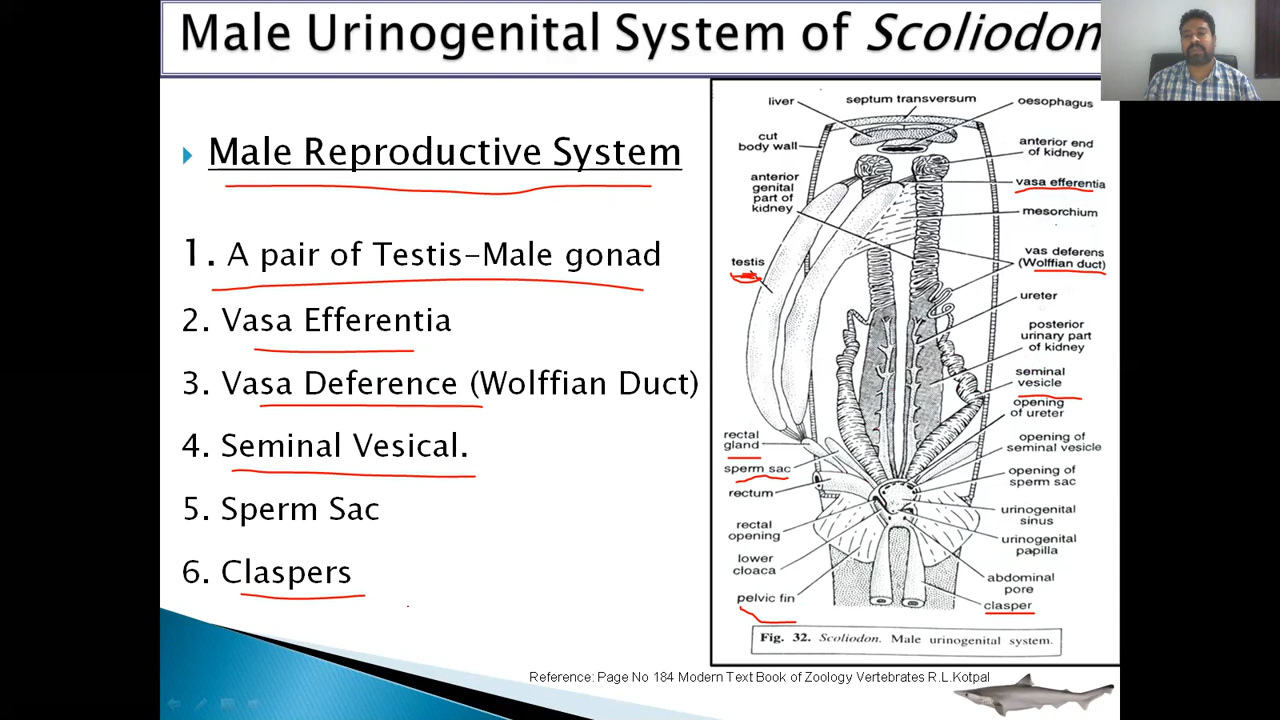 Male Urinogenital System of Scoliodon
Male Reproductive System
1. A pair of Testis-Male gonad
2. Vasa Efferentia
3. Vasa Deference (Wolffian Duct)
4. Seminal Vesical.
5. Sperm Sac
6. Claspers
liver
septum transversum
oesophagus
cut
body wall
anterior
genital
part of
kidney
testis
rectal
gland
sperm sac
rectum
rectal
opening
lower
cloaca
pelvic fin
anterior end
of kidney
vasa efferentia
mesorchium
vas deferens
(Wolffian duct)
ureter
posterior
urinary part
of kidney
seminal
vesicle
opening
of ureter
opening of
seminal vesicle
opening of
sperm sac
urinogenital
sinus
urinogenital
papilla
abdominal
pore
clasper
Fig. 32. Scoliodon. Male urinogenital system.
Reference: Page No 184 Modern Text Book of Zoology Vertebrates R.L.Kotpal